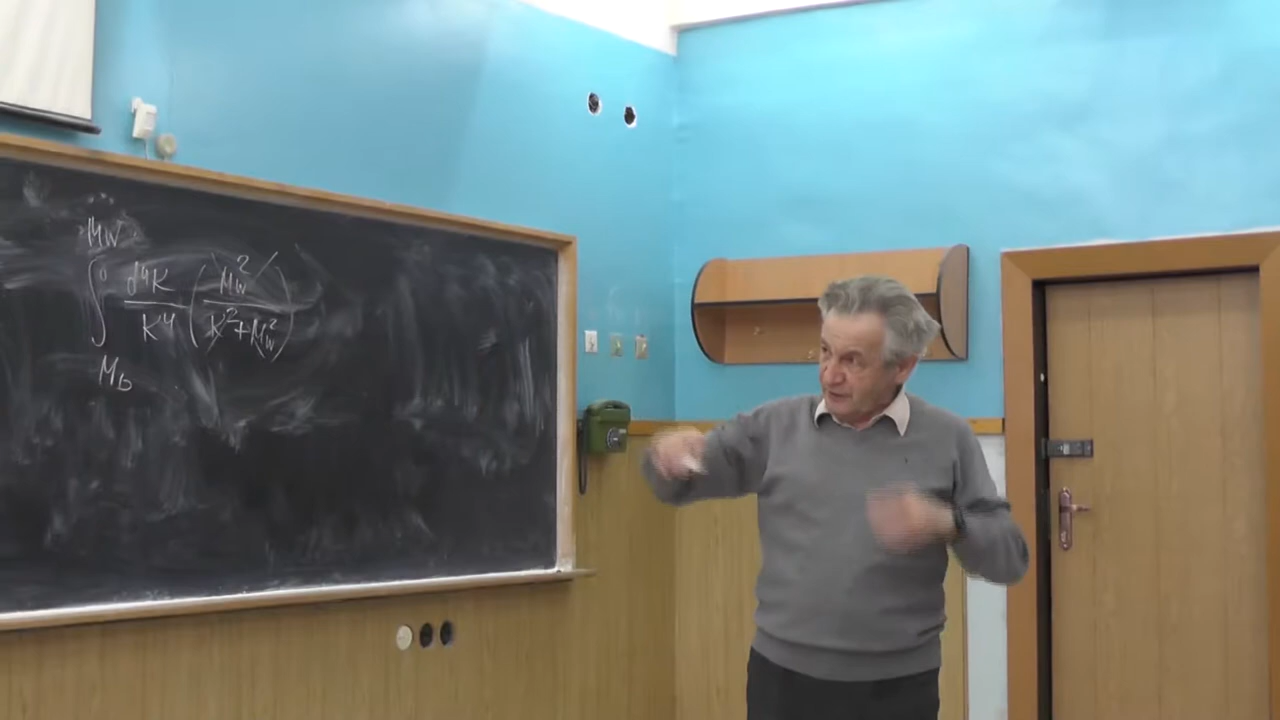 M_W
∫ d⁴K / K⁴ ( M_W² / K² + M_W² )
M_b